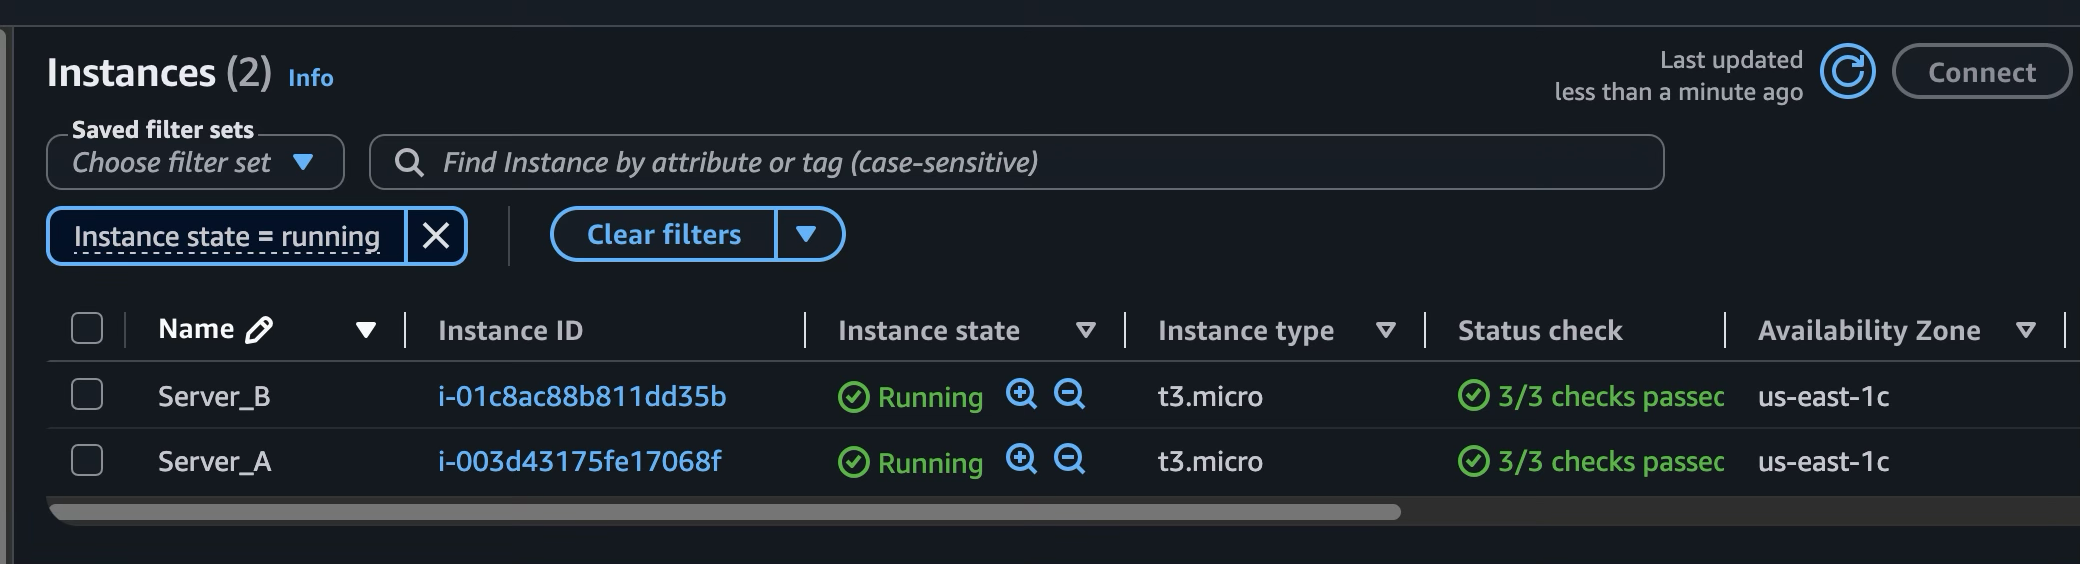 Instances (2) Info
Last updated
less than a minute ago
Connect
Saved filter sets
Choose filter set
Find Instance by attribute or tag (case-sensitive)
Instance state = running
Clear filters
Name Instance ID Instance state Instance type Status check Availability Zone
Server_B i-01c8ac88b811dd35b Running t3.micro 3/3 checks passec us-east-1c
Server_A i-003d43175fe17068f Running t3.micro 3/3 checks passec us-east-1c